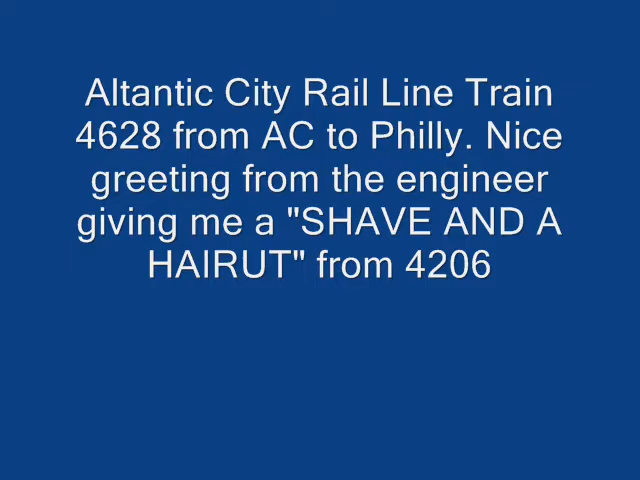 Altantic City Rail Line Train
4628 from AC to Philly. Nice
greeting from the engineer
giving me a "SHAVE AND A
HAIRUT" from 4206